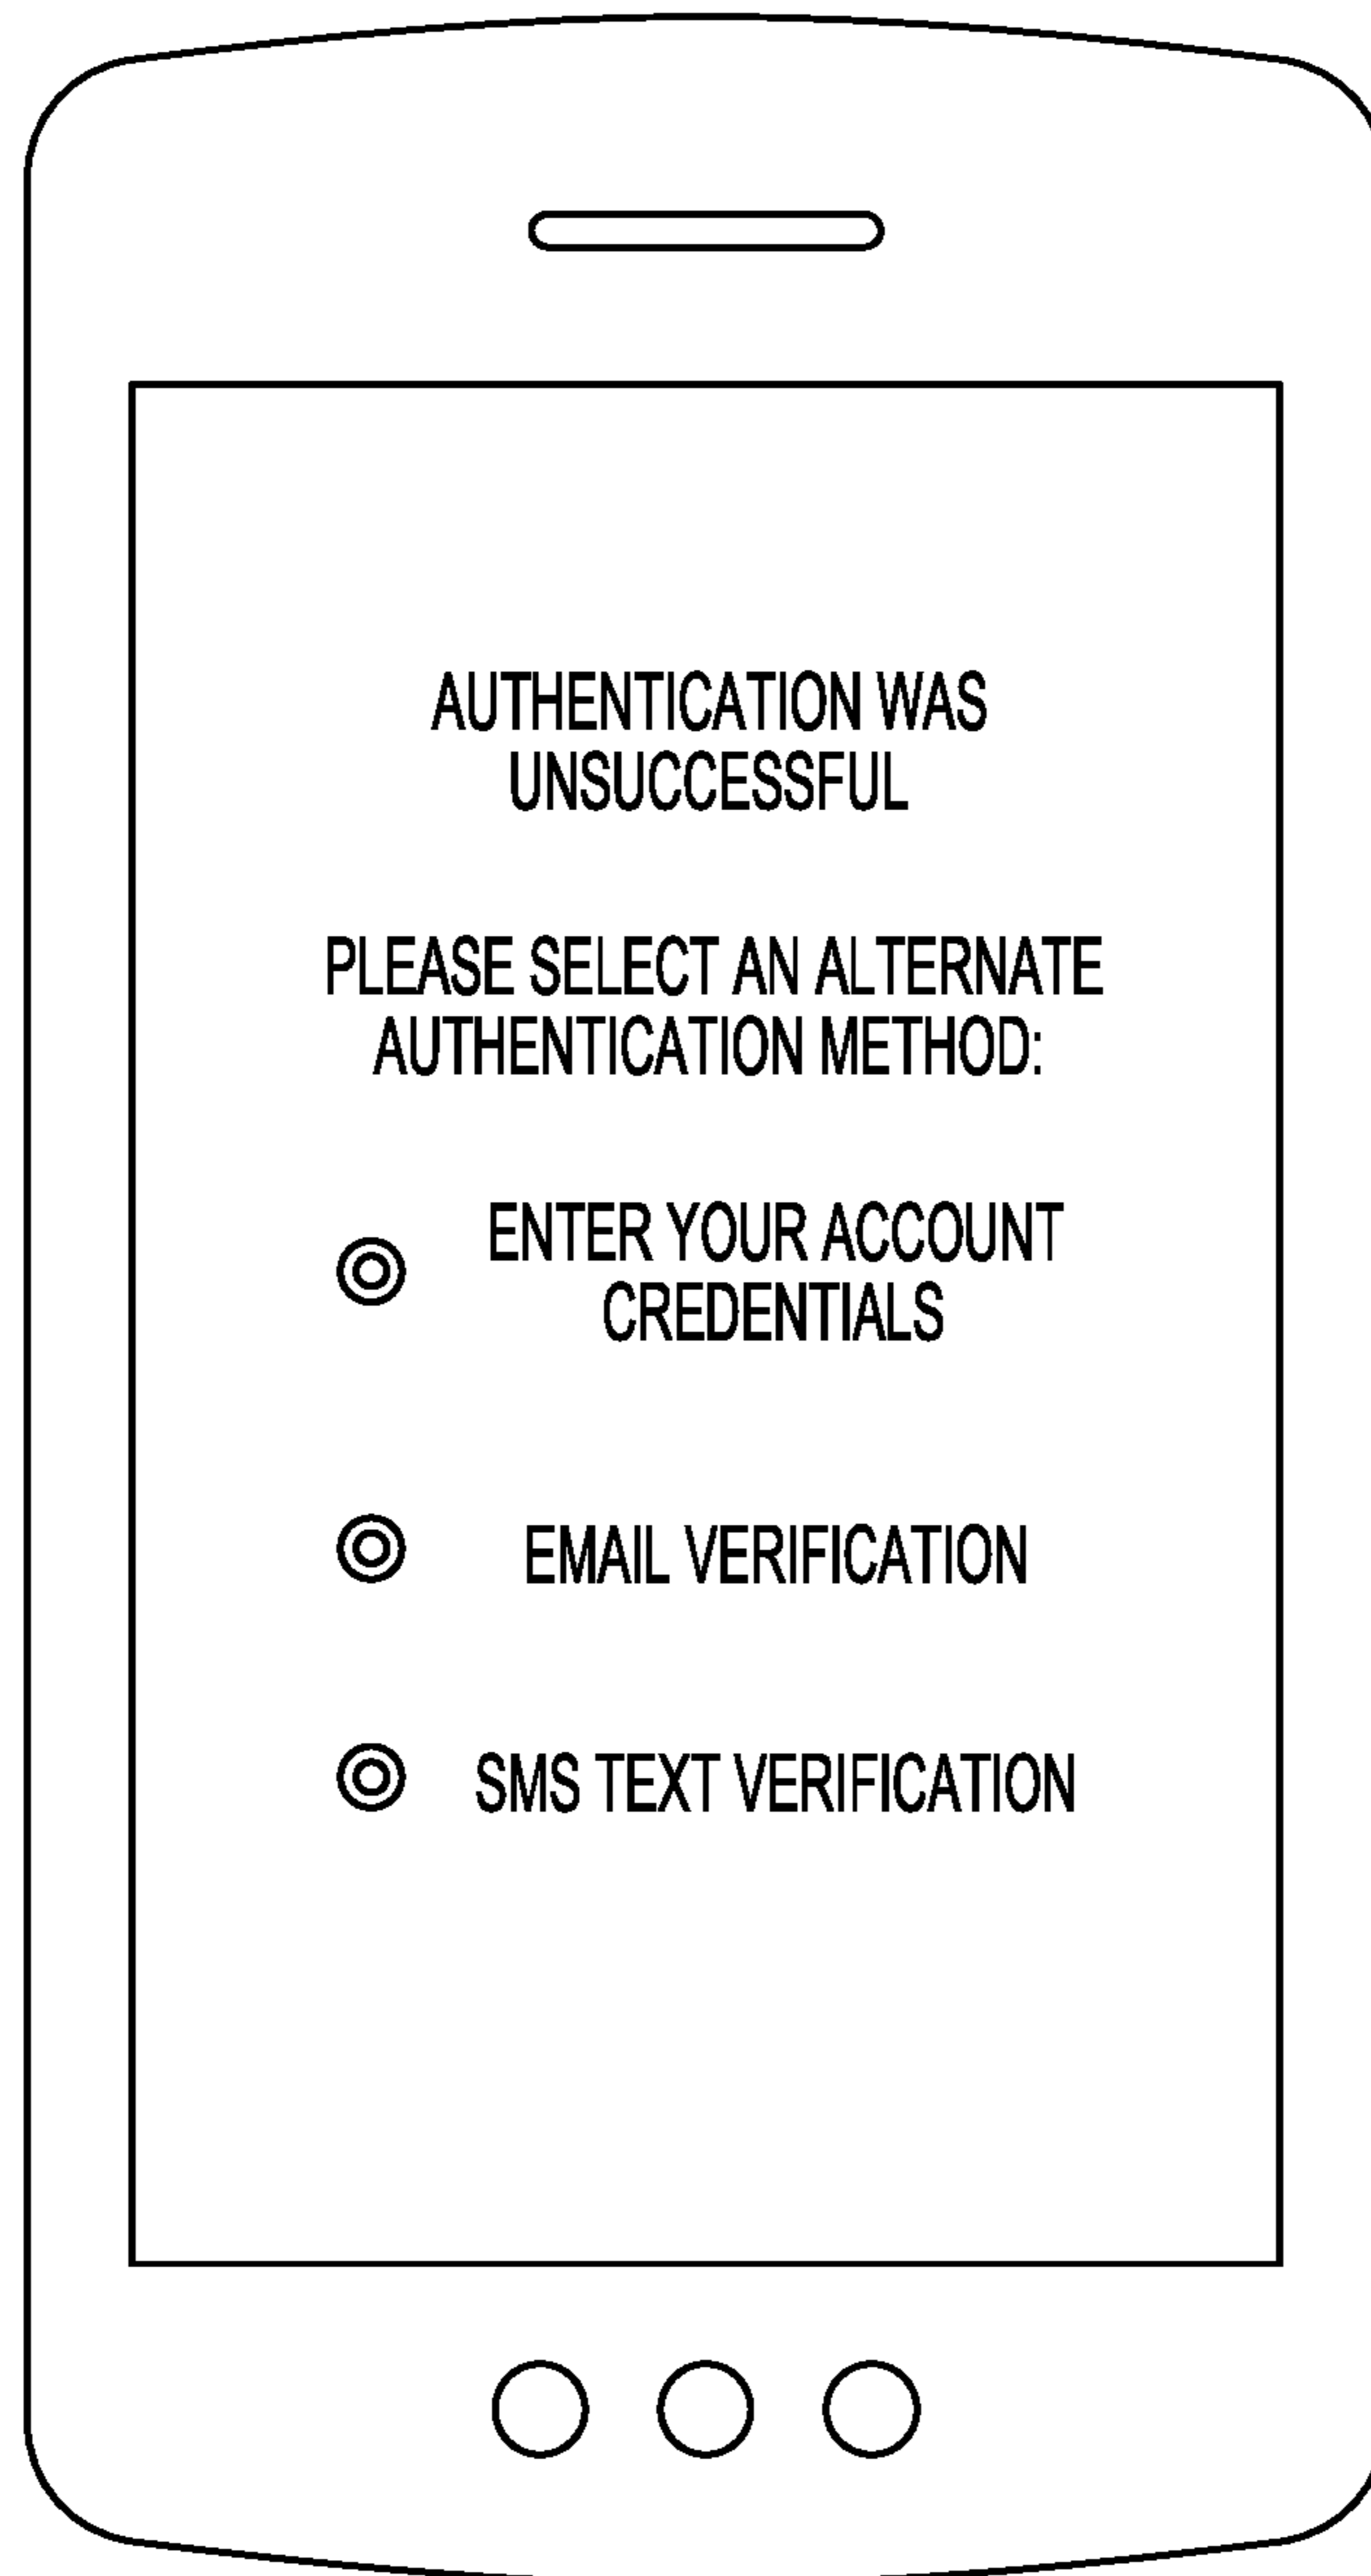 AUTHENTICATION WAS
UNSUCCESSFUL
PLEASE SELECT AN ALTERNATE
AUTHENTICATION METHOD:
ENTER YOUR ACCOUNT
CREDENTIALS
EMAIL VERIFICATION
SMS TEXT VERIFICATION